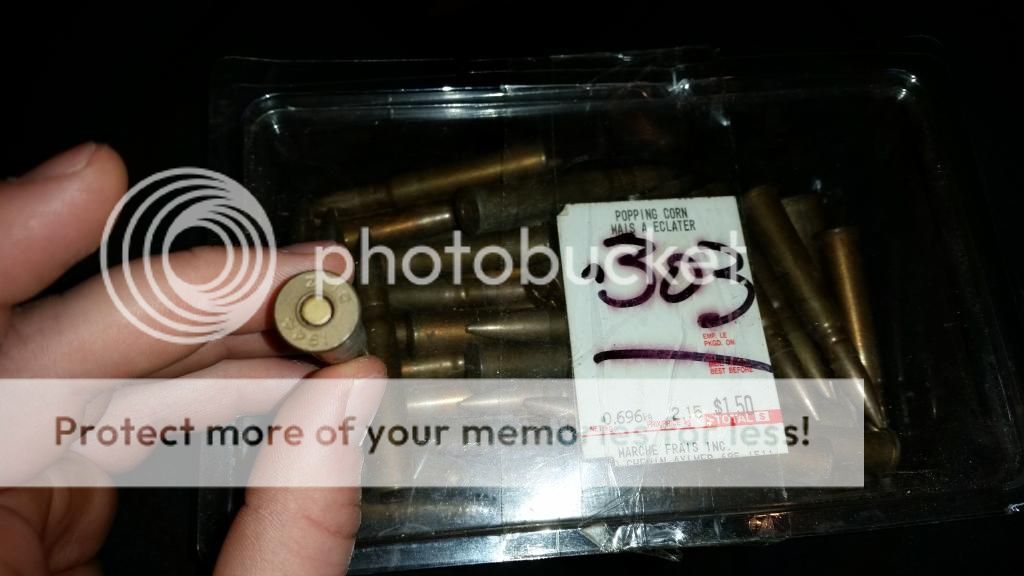 POPPING CORN
MAIS A ECLATER
.303
EMB. LE
PKGD. ON
BEST BEFORE
photobucket
0.696 2.15 $1.50
TOTAL $
Protect more of your memories for less!
MARCHE FRAIS INC.